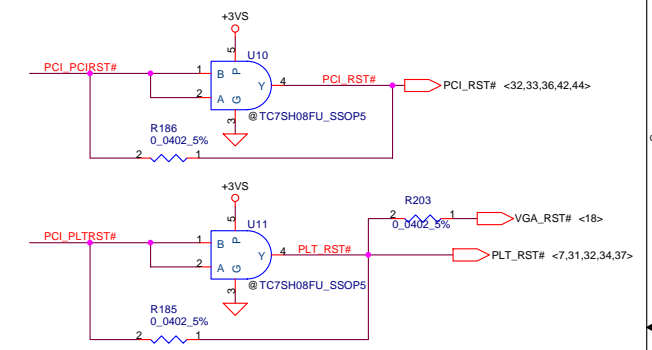 +3VS
5
U10
PCI_PCIRST#
1
B
P
Y
4
PCI_RST#
PCI_RST# <32,33,36,42,44>
2
A
G
3
@TC7SH08FU_SSOP5
R186
0_0402_5%
2
1
+3VS
5
U11
R203
2
1
0_0402_5%
VGA_RST# <18>
PCI_PLTRST#
1
B
P
Y
4
PLT_RST#
PLT_RST# <7,31,32,34,37>
2
A
G
3
@TC7SH08FU_SSOP5
R185
0_0402_5%
2
1